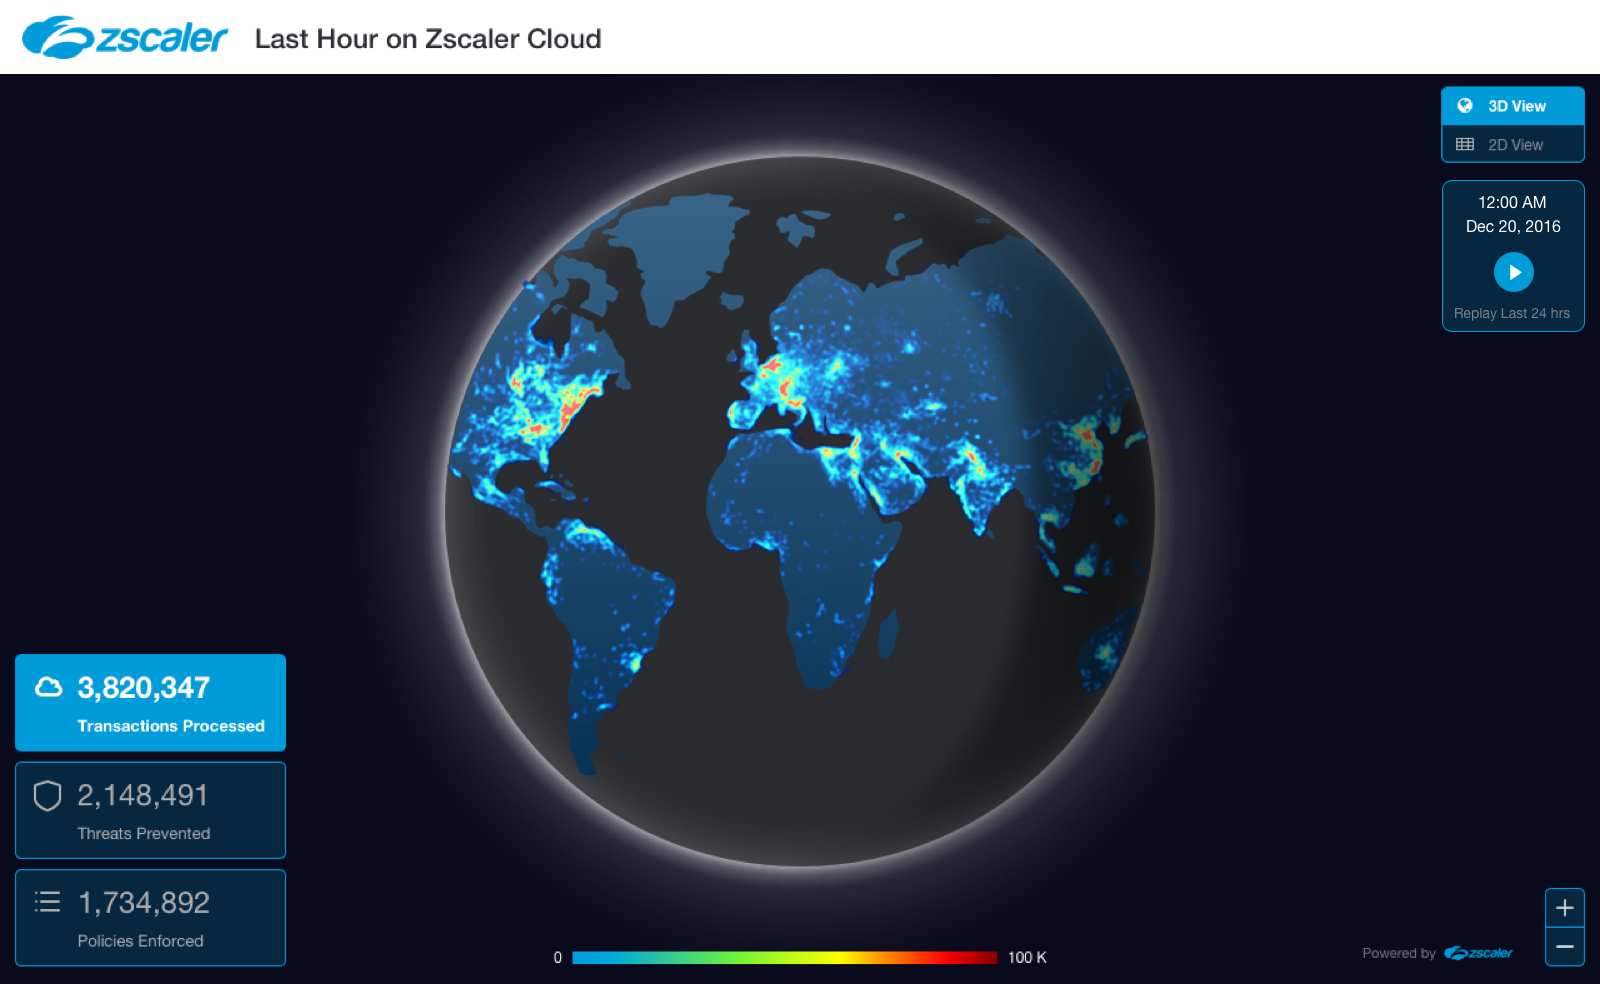 zscaler Last Hour on Zscaler Cloud
3D View
2D View
12:00 AM
Dec 20, 2016
Replay Last 24 hrs
3,820,347
Transactions Processed
2,148,491
Threats Prevented
1,734,892
Policies Enforced
0 100 K
Powered by zscaler